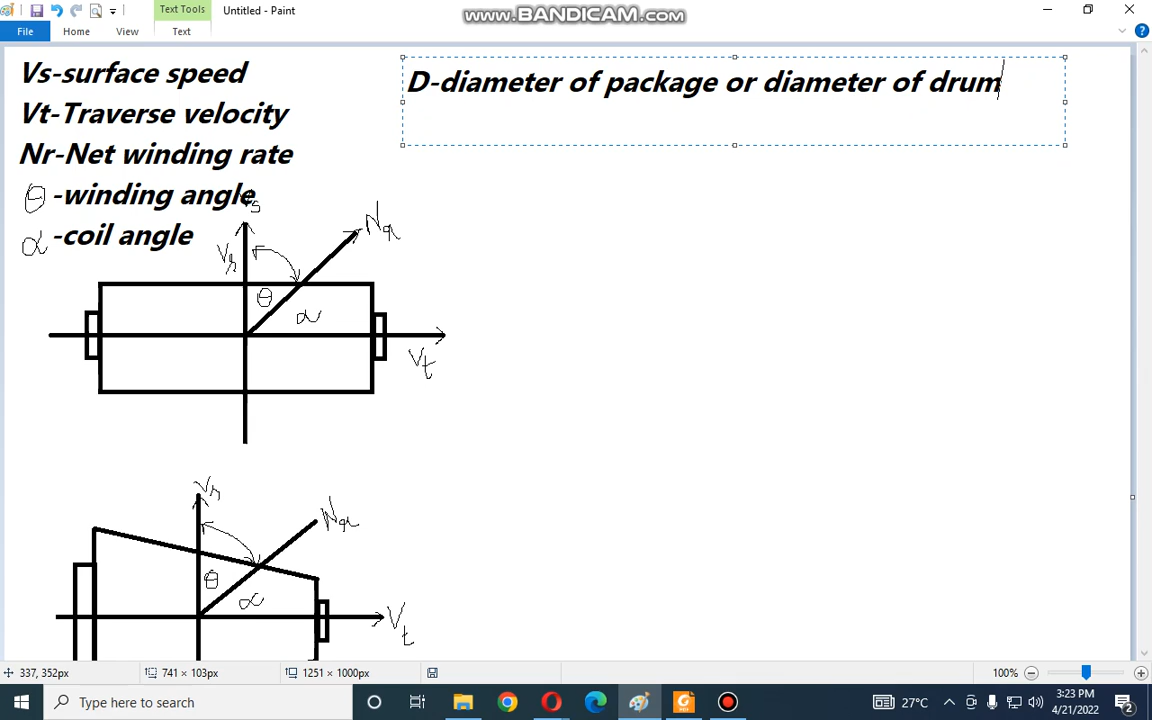 Text Tools
Untitled - Paint
www.BANDICAM.com
File
Home
View
Text
Vs-surface speed
Vt-Traverse velocity
Nr-Net winding rate
θ -winding angle
α -coil angle
D-diameter of package or diameter of drum
Vs
Vs
Nr
θ
α
Vt
Vs
Nr
θ
α
Vt
337, 352px
741 × 103px
1251 × 1000px
100%
Type here to search
27°C
3:23 PM
4/21/2022
2